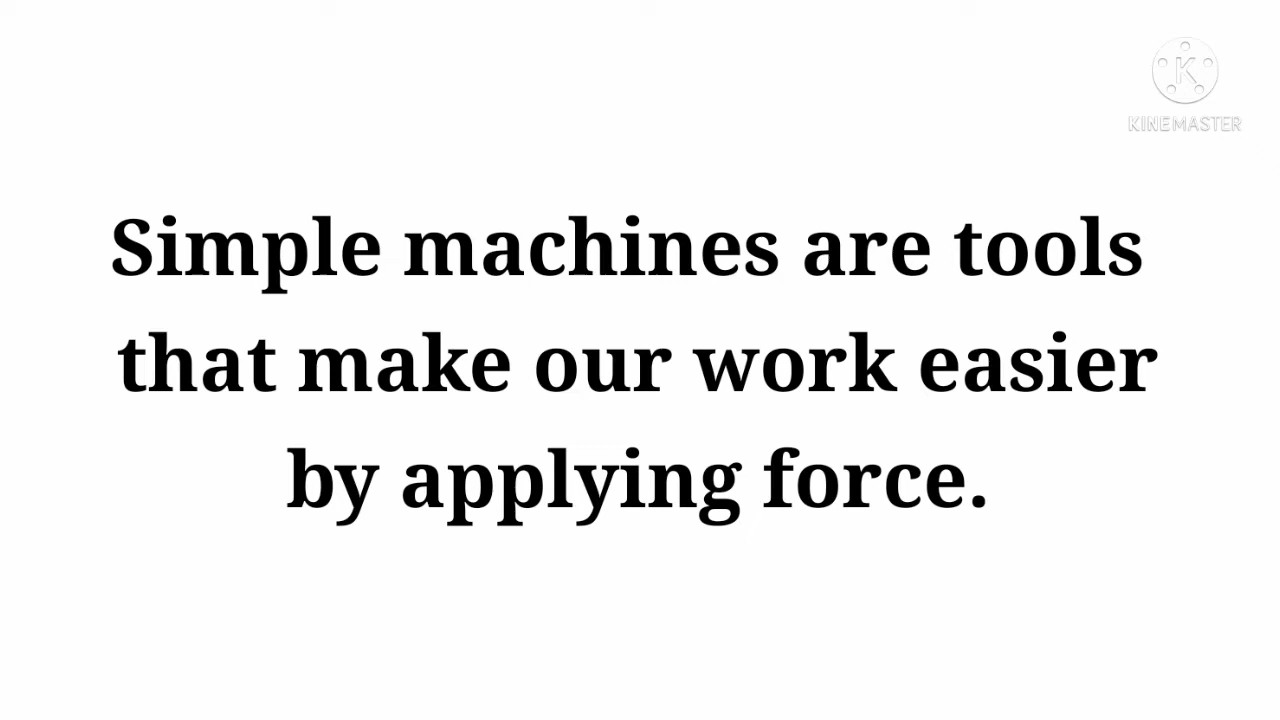 KINEMASTER
Simple machines are tools
that make our work easier
by applying force.